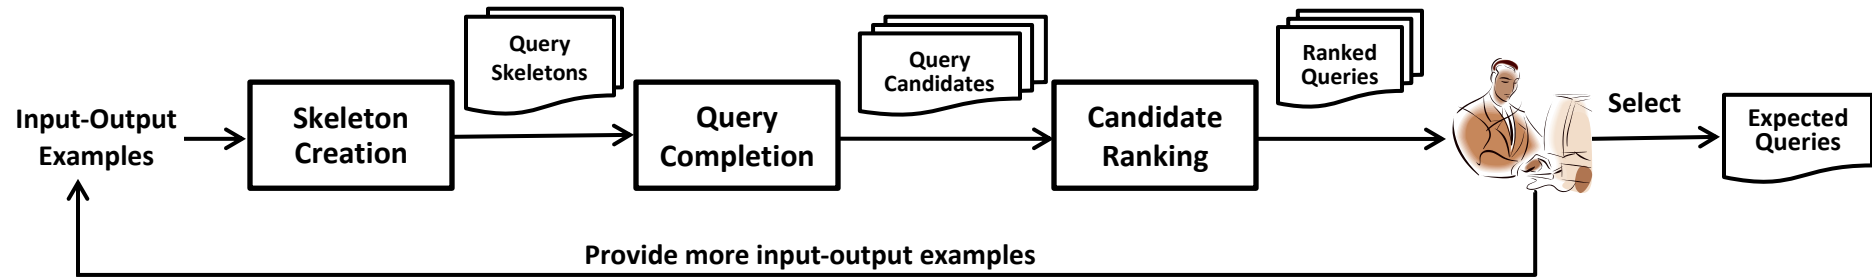 Input-Output
Examples
Skeleton
Creation
Query
Skeletons
Query
Completion
Query
Candidates
Candidate
Ranking
Ranked
Queries
Select
Expected
Queries
Provide more input-output examples